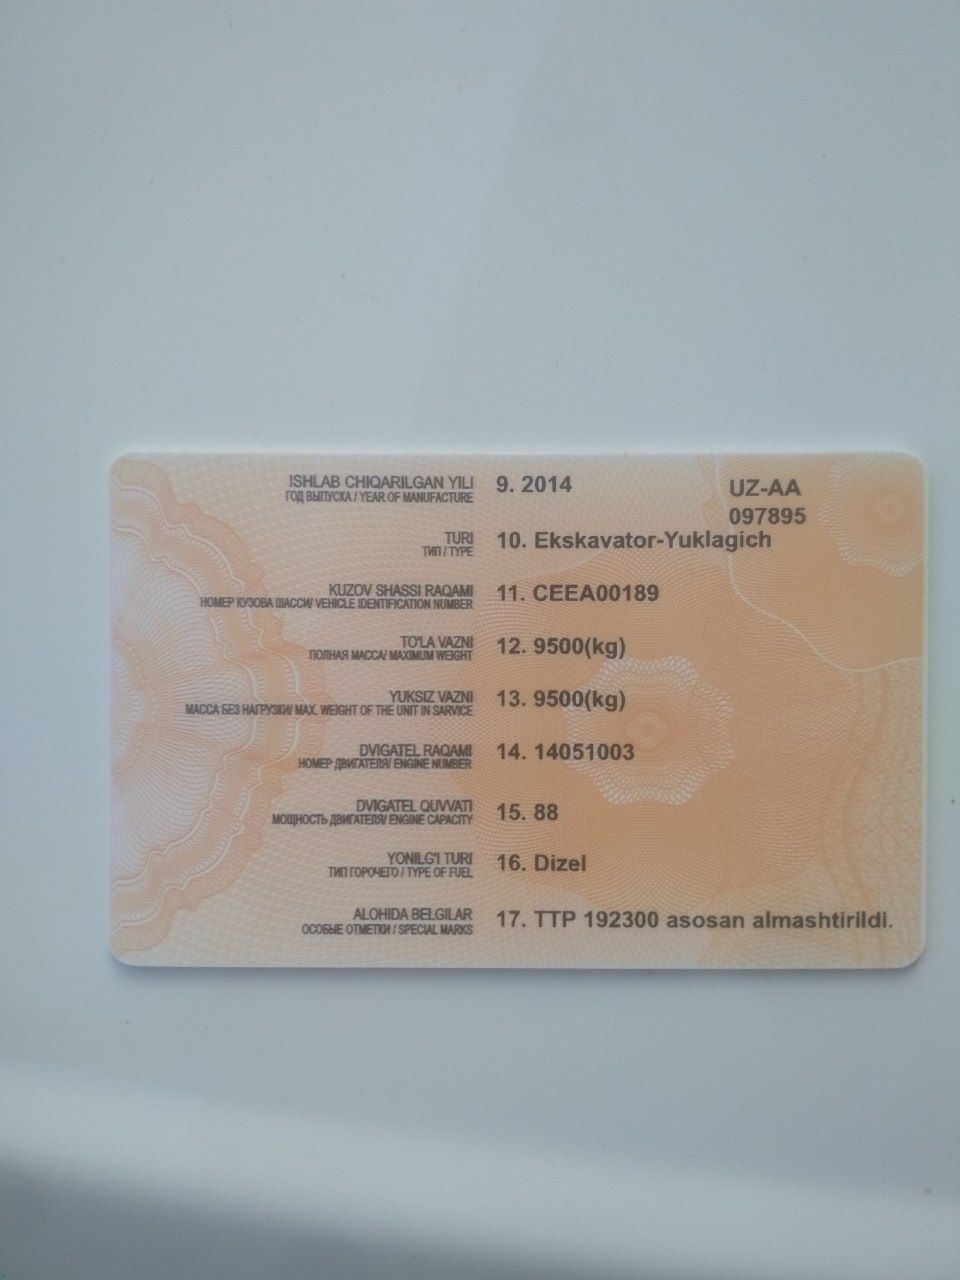 ISHLAB CHIQARILGAN YILI 9. 2014 UZ-AA
ГОД ВЫПУСКА / YEAR OF MANUFACTURE
097895
TURI 10. Ekskavator-Yuklagich
ТИП / TYPE
KUZOV SHASSI RAQAMI 11. CEEA00189
НОМЕР КУЗОВА ШАССИ/ VEHICLE IDENTIFICATION NUMBER
TO'LA VAZNI 12. 9500(kg)
ПОЛНАЯ МАССА/ MAXIMUM WEIGHT
YUKSIZ VAZNI 13. 9500(kg)
МАССА БЕЗ НАГРУЗКИ/ MAX. WEIGHT OF THE UNIT IN SARVICE
DVIGATEL RAQAMI 14. 14051003
НОМЕР ДВИГАТЕЛЯ/ ENGINE NUMBER
DVIGATEL QUVVATI 15. 88
МОЩНОСТЬ ДВИГАТЕЛЯ/ ENGINE CAPACITY
YONILG'I TURI 16. Dizel
ТИП ГОРОЧЕГО / TYPE OF FUEL
ALOHIDA BELGILAR 17. TTP 192300 asosan almashtirildi.
ОСОБЫЕ ОТМЕТКИ / SPECIAL MARKS